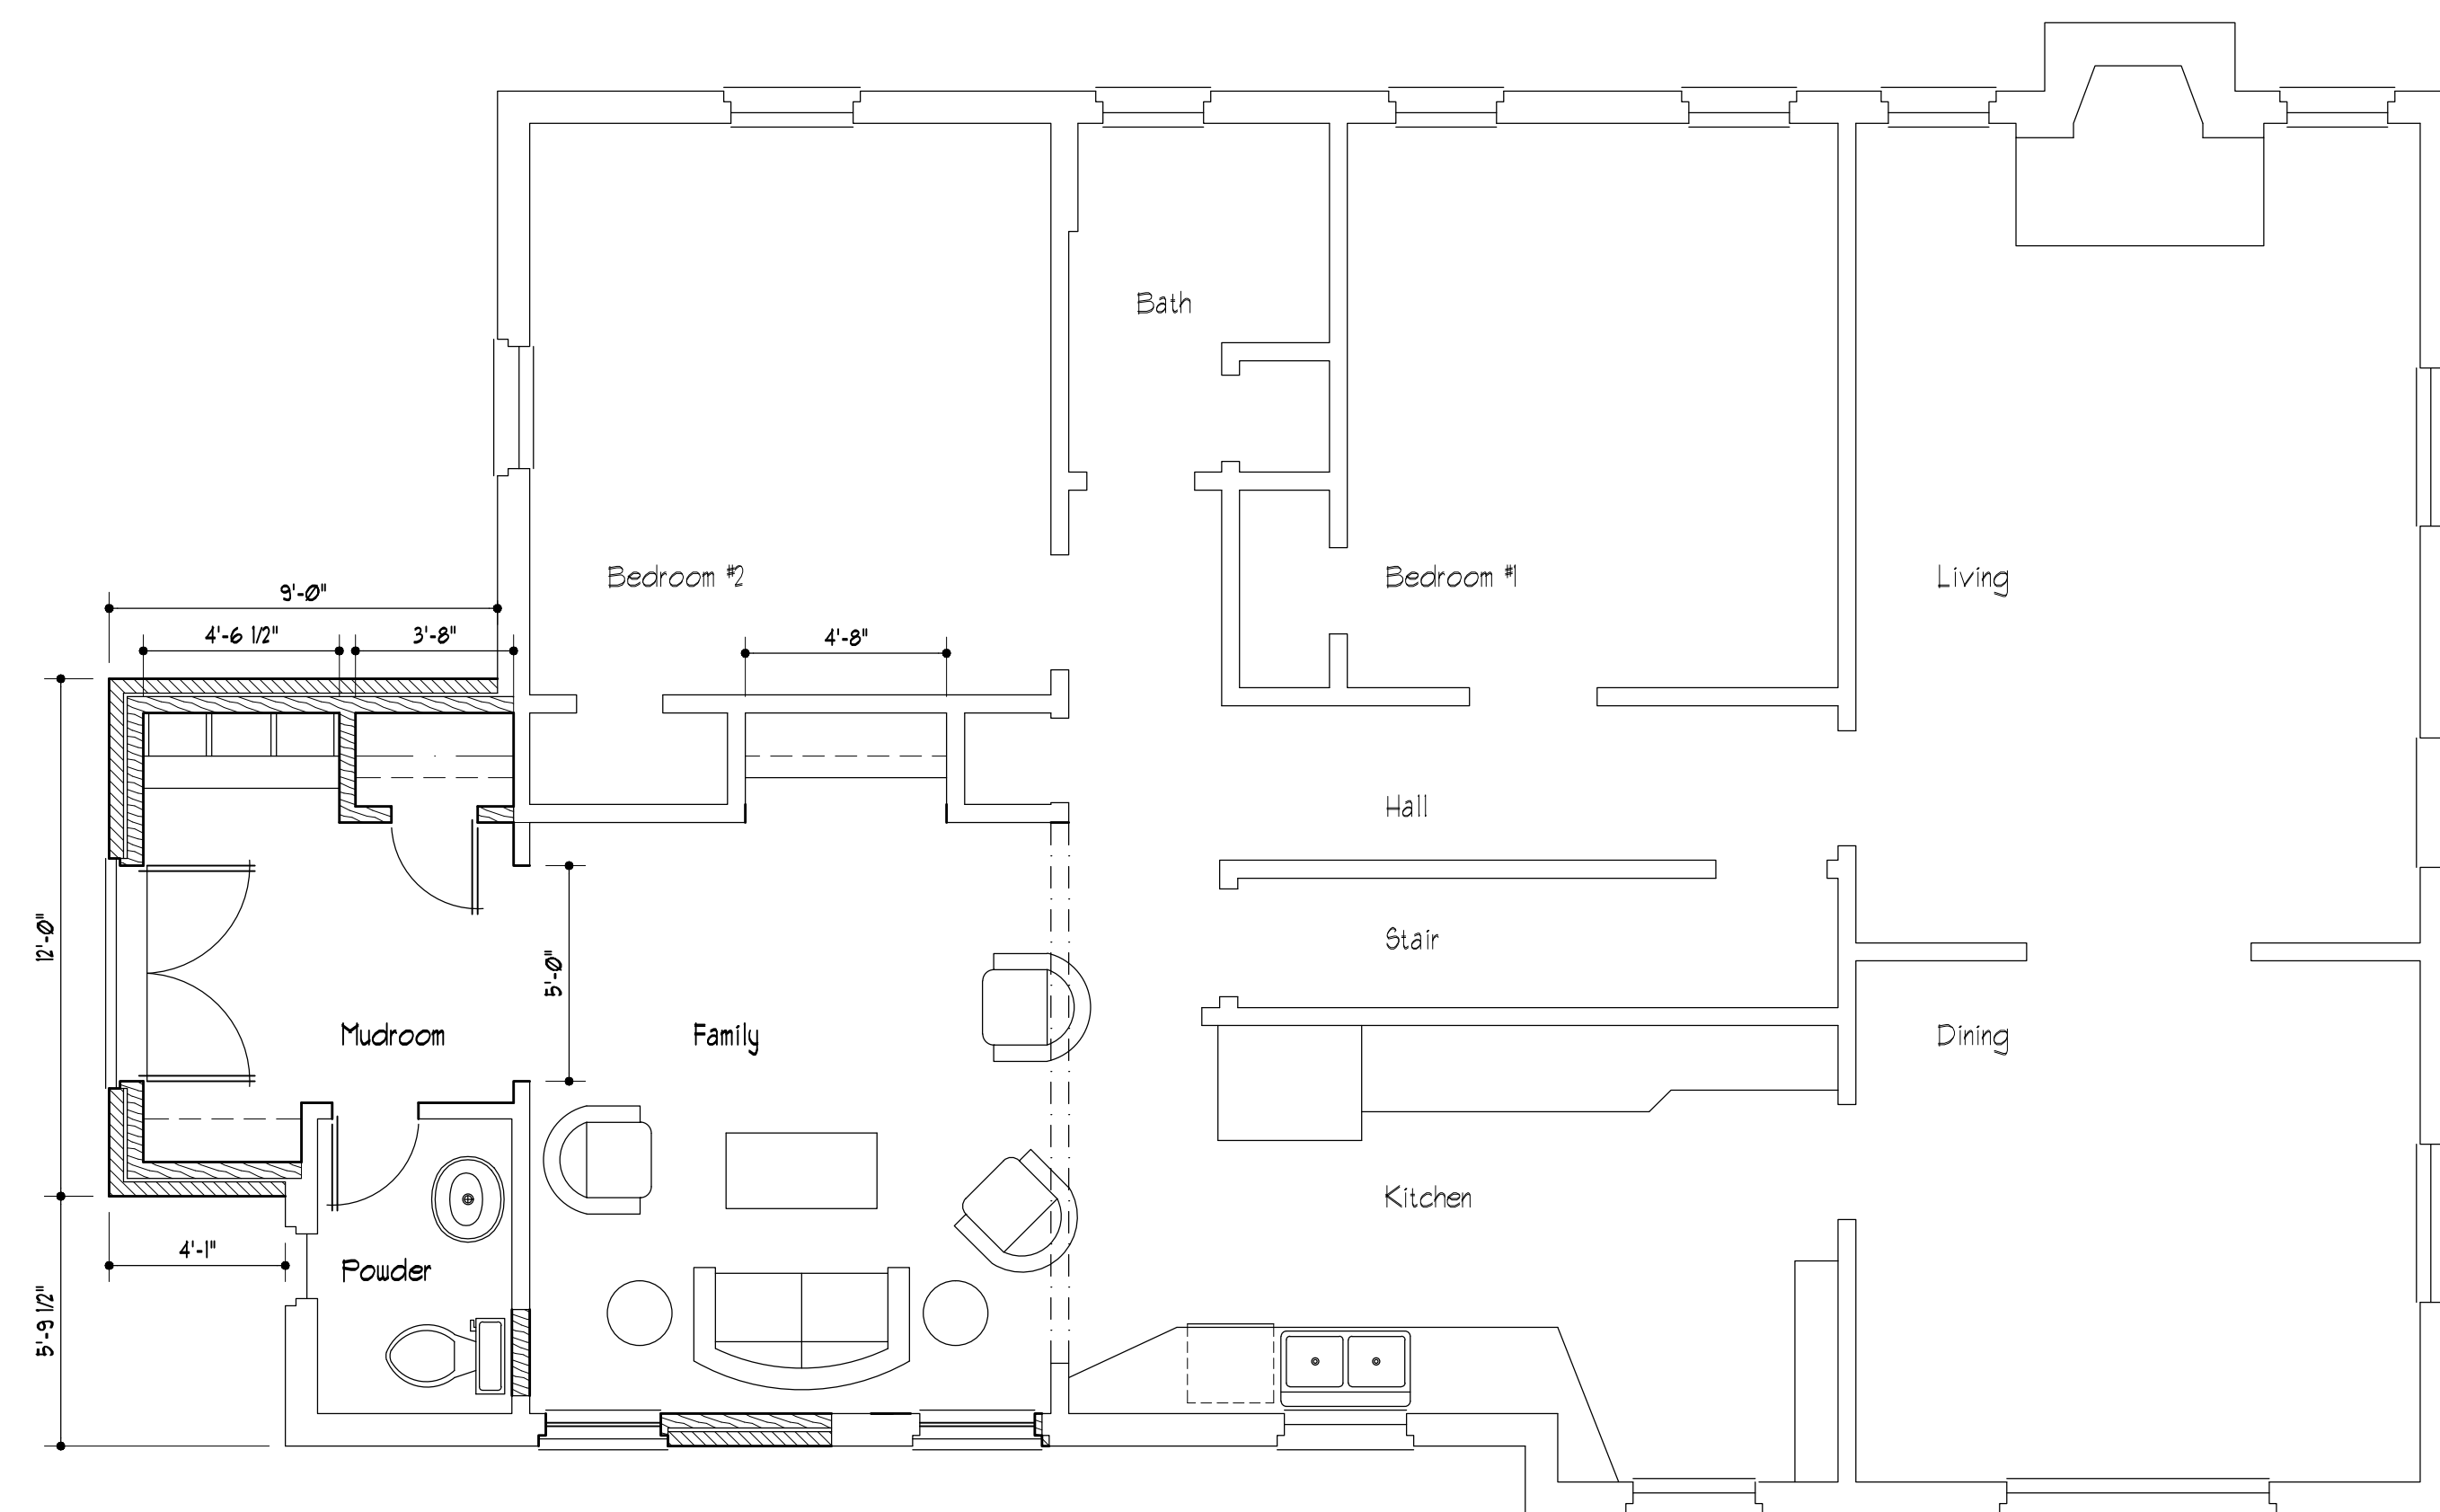 Bath
Bedroom #2
Bedroom #1
Living
9'-0"
4'-6 1/2"
3'-8"
4'-8"
Hall
12'-0"
Stair
5'-0"
Mudroom
Family
Dining
Kitchen
4'-1"
Powder
5'-9 1/2"